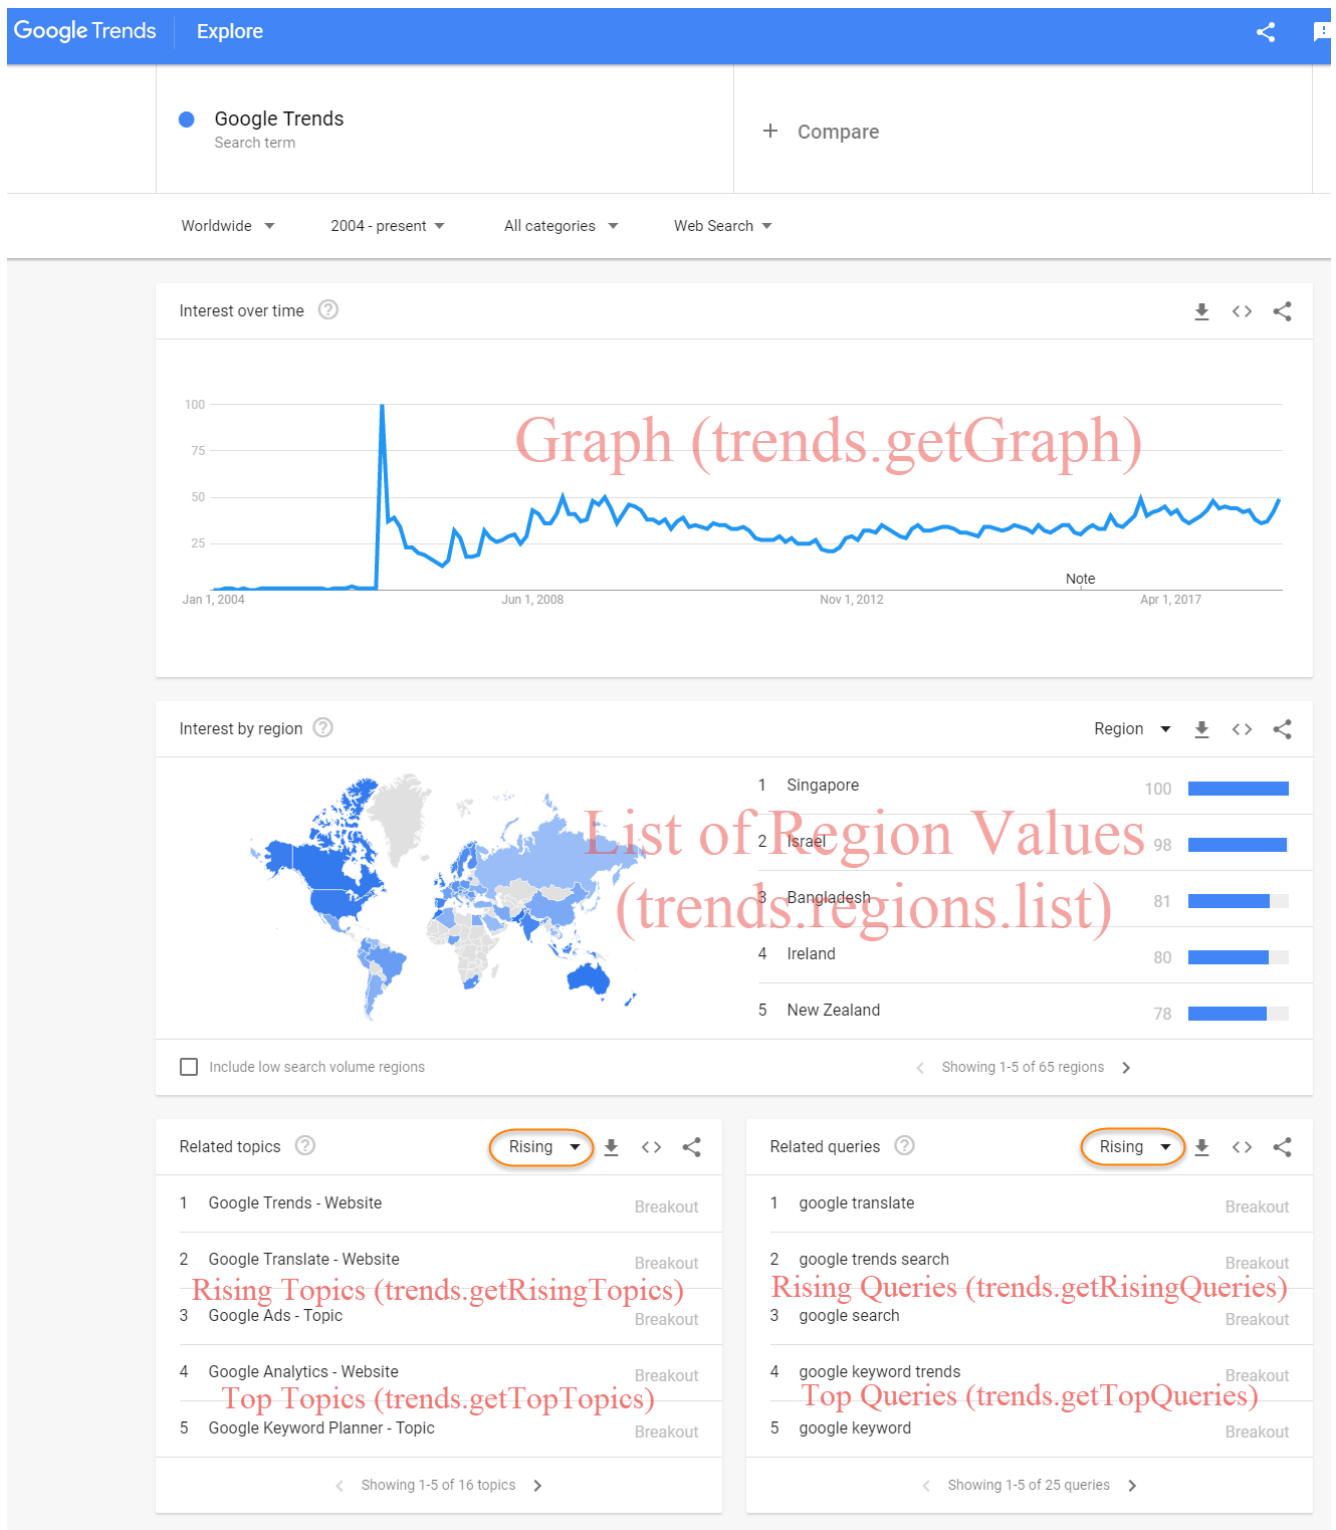 Google Trends Explore
Google Trends
Search term
+ Compare
Worldwide 2004 - present All categories Web Search
Interest over time ?
100
75
50
25
Graph (trends.getGraph)
Note
Jan 1, 2004 Jun 1, 2008 Nov 1, 2012 Apr 1, 2017
Interest by region ? Region
1 Singapore 100
2 Israel 98
3 Bangladesh 81
4 Ireland 80
5 New Zealand 78
List of Region Values
(trends.regions.list)
Include low search volume regions
Showing 1-5 of 65 regions
Related topics ? Rising
1 Google Trends - Website Breakout
2 Google Translate - Website Breakout
Rising Topics (trends.getRisingTopics)
3 Google Ads - Topic Breakout
4 Google Analytics - Website Breakout
Top Topics (trends.getTopTopics)
5 Google Keyword Planner - Topic Breakout
Showing 1-5 of 16 topics
Related queries ? Rising
1 google translate Breakout
2 google trends search Breakout
Rising Queries (trends.getRisingQueries)
3 google search Breakout
4 google keyword trends Breakout
Top Queries (trends.getTopQueries)
5 google keyword Breakout
Showing 1-5 of 25 queries